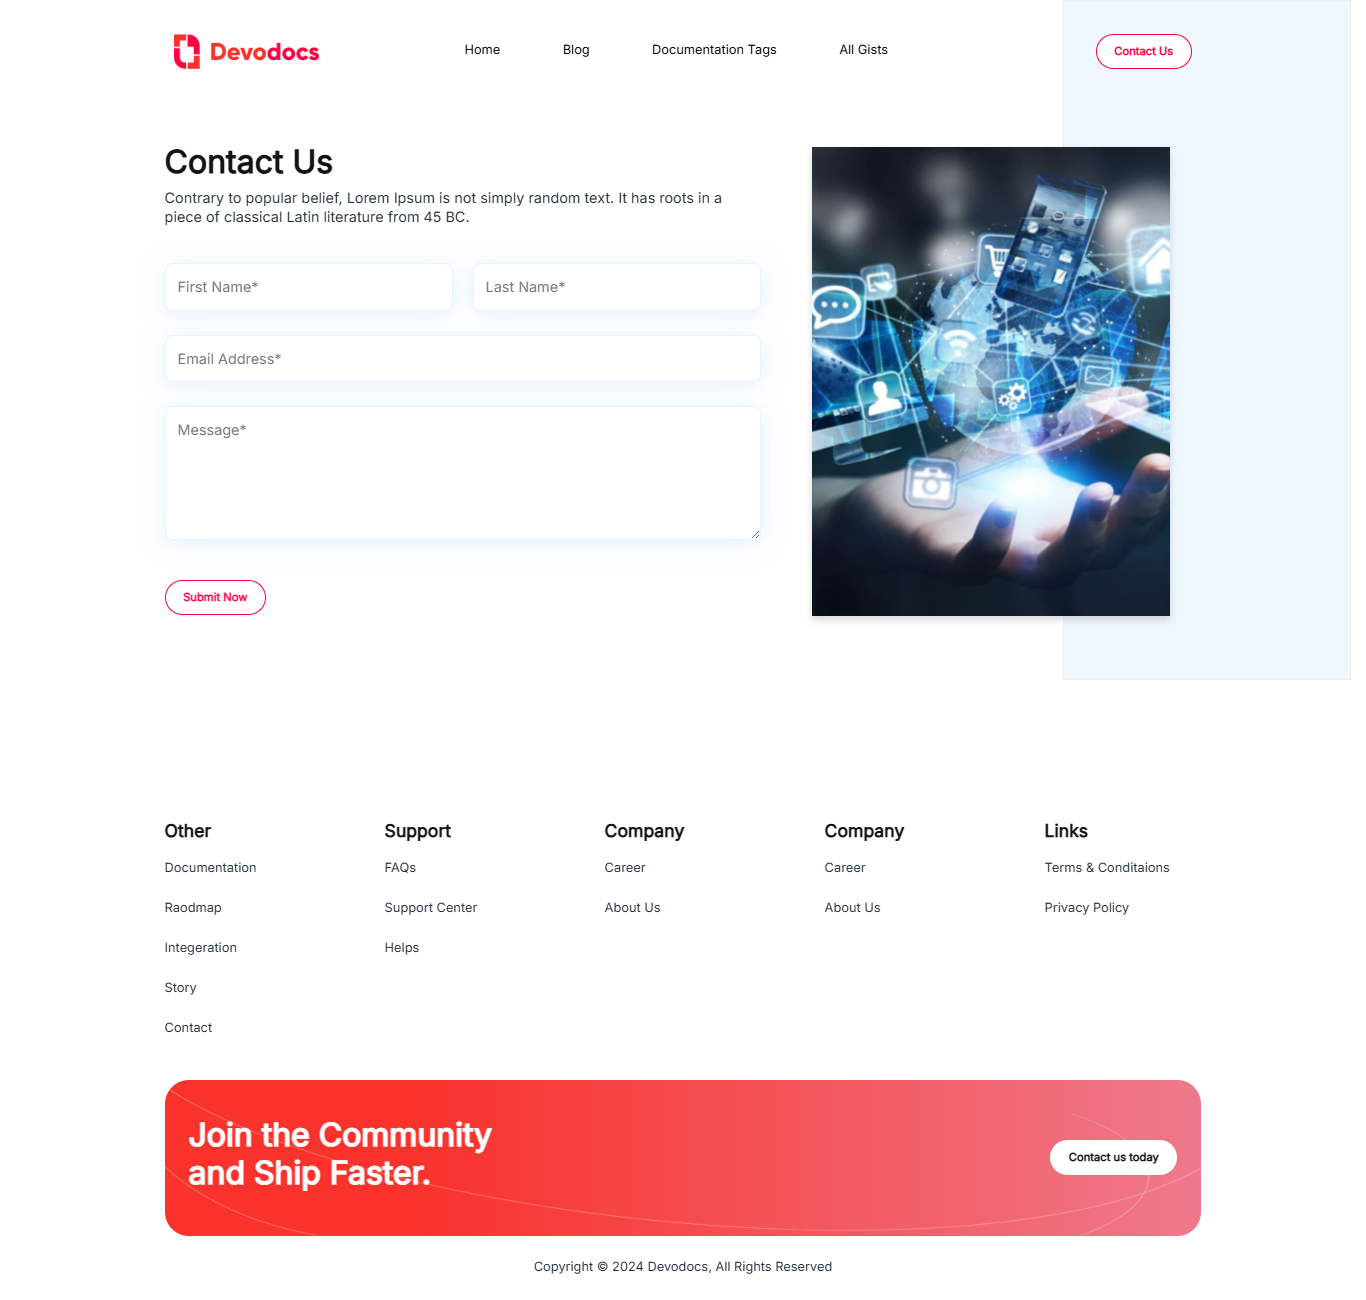 Devodocs
Home
Blog
Documentation Tags
All Gists
Contact Us
Contact Us
Contrary to popular belief, Lorem Ipsum is not simply random text. It has roots in a
piece of classical Latin literature from 45 BC.
First Name*
Last Name*
Email Address*
Message*
Submit Now
Other
Documentation
Raodmap
Integeration
Story
Contact
Support
FAQs
Support Center
Helps
Company
Career
About Us
Company
Career
About Us
Links
Terms & Conditaions
Privacy Policy
Join the Community
and Ship Faster.
Contact us today
Copyright © 2024 Devodocs, All Rights Reserved